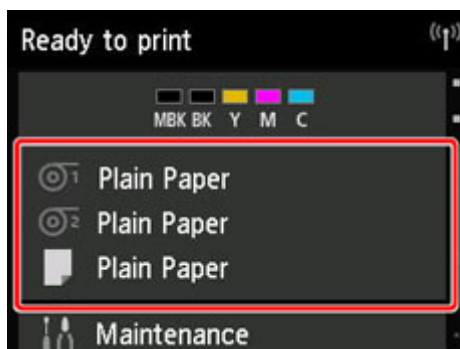 Ready to print
MBK BK Y M C
1 Plain Paper
2 Plain Paper
Plain Paper
Maintenance